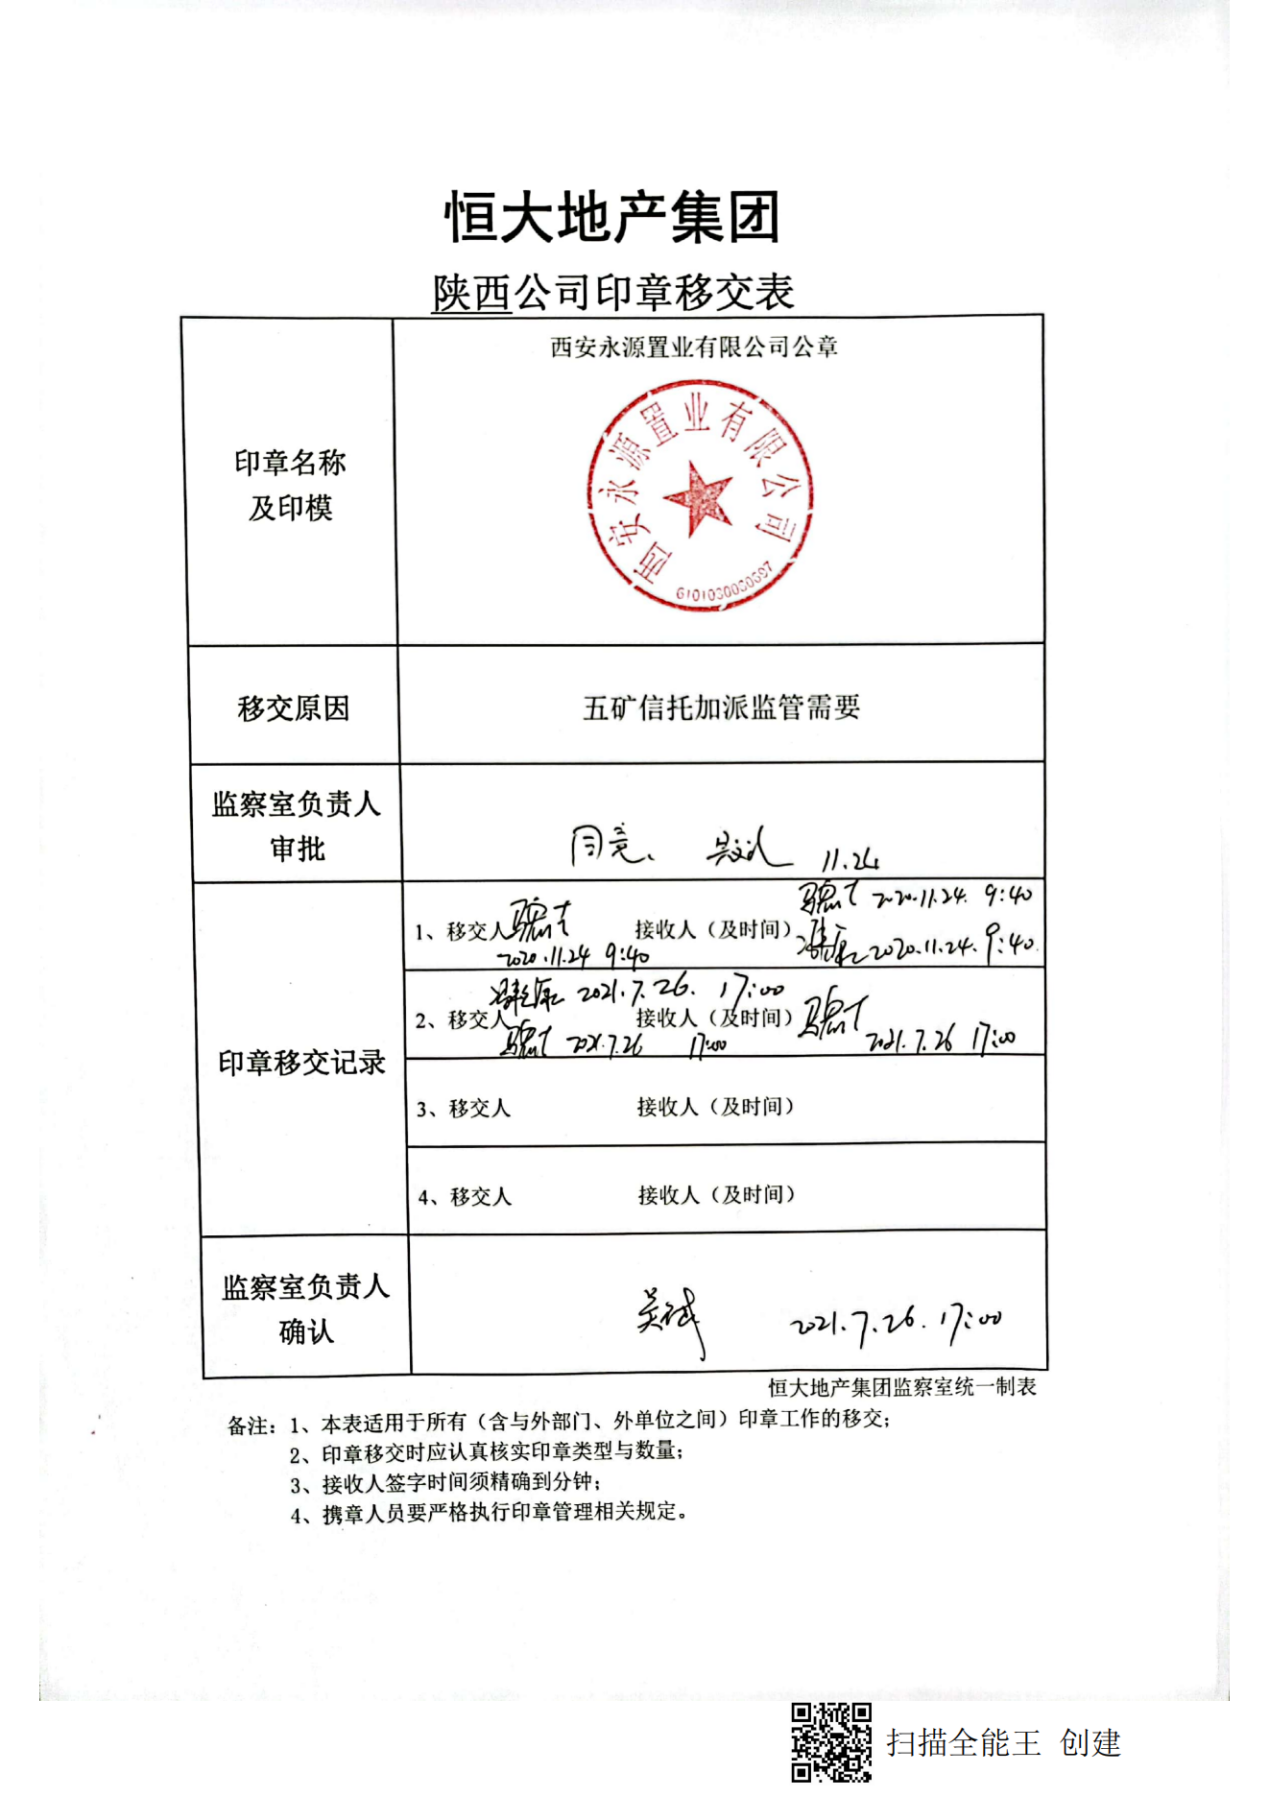 恒大地产集团
陕西公司印章移交表
印章名称
及印模
西安永源置业有限公司公章
西安永源置业有限公司
移交原因
五矿信托加派监管需要
监察室负责人
审批
同意、 11.24
印章移交记录
1、移交人 接收人（及时间） 2020.11.24. 9:40
2020.11.24 9:40 2020.11.24. 9:40.
2021.7.26. 17:00
2、移交人 接收人（及时间）
2021.7.26 17:00 2021.7.26 17:00
3、移交人 接收人（及时间）
4、移交人 接收人（及时间）
监察室负责人
确认
2021.7.26. 17:00
恒大地产集团监察室统一制表
备注：1、本表适用于所有（含与外部门、外单位之间）印章工作的移交；
2、印章移交时应认真核实印章类型与数量；
3、接收人签字时间须精确到分钟；
4、携章人员要严格执行印章管理相关规定。
扫描全能王 创建